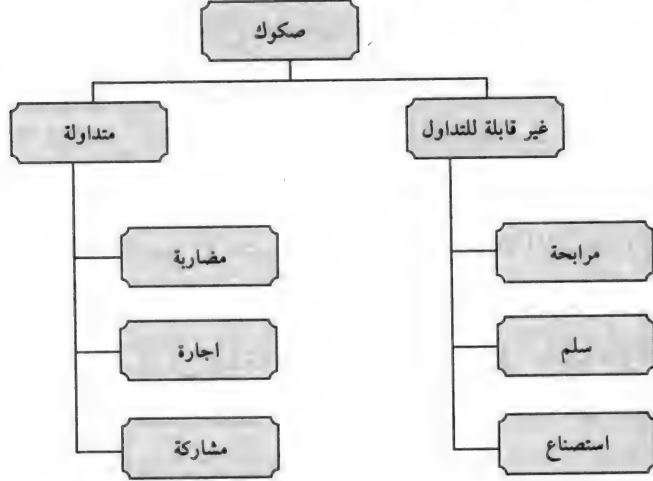 صكوك
غير قابلة للتداول
متداولة
مرابحة
سلم
استصناع
مضاربة
اجارة
مشاركة